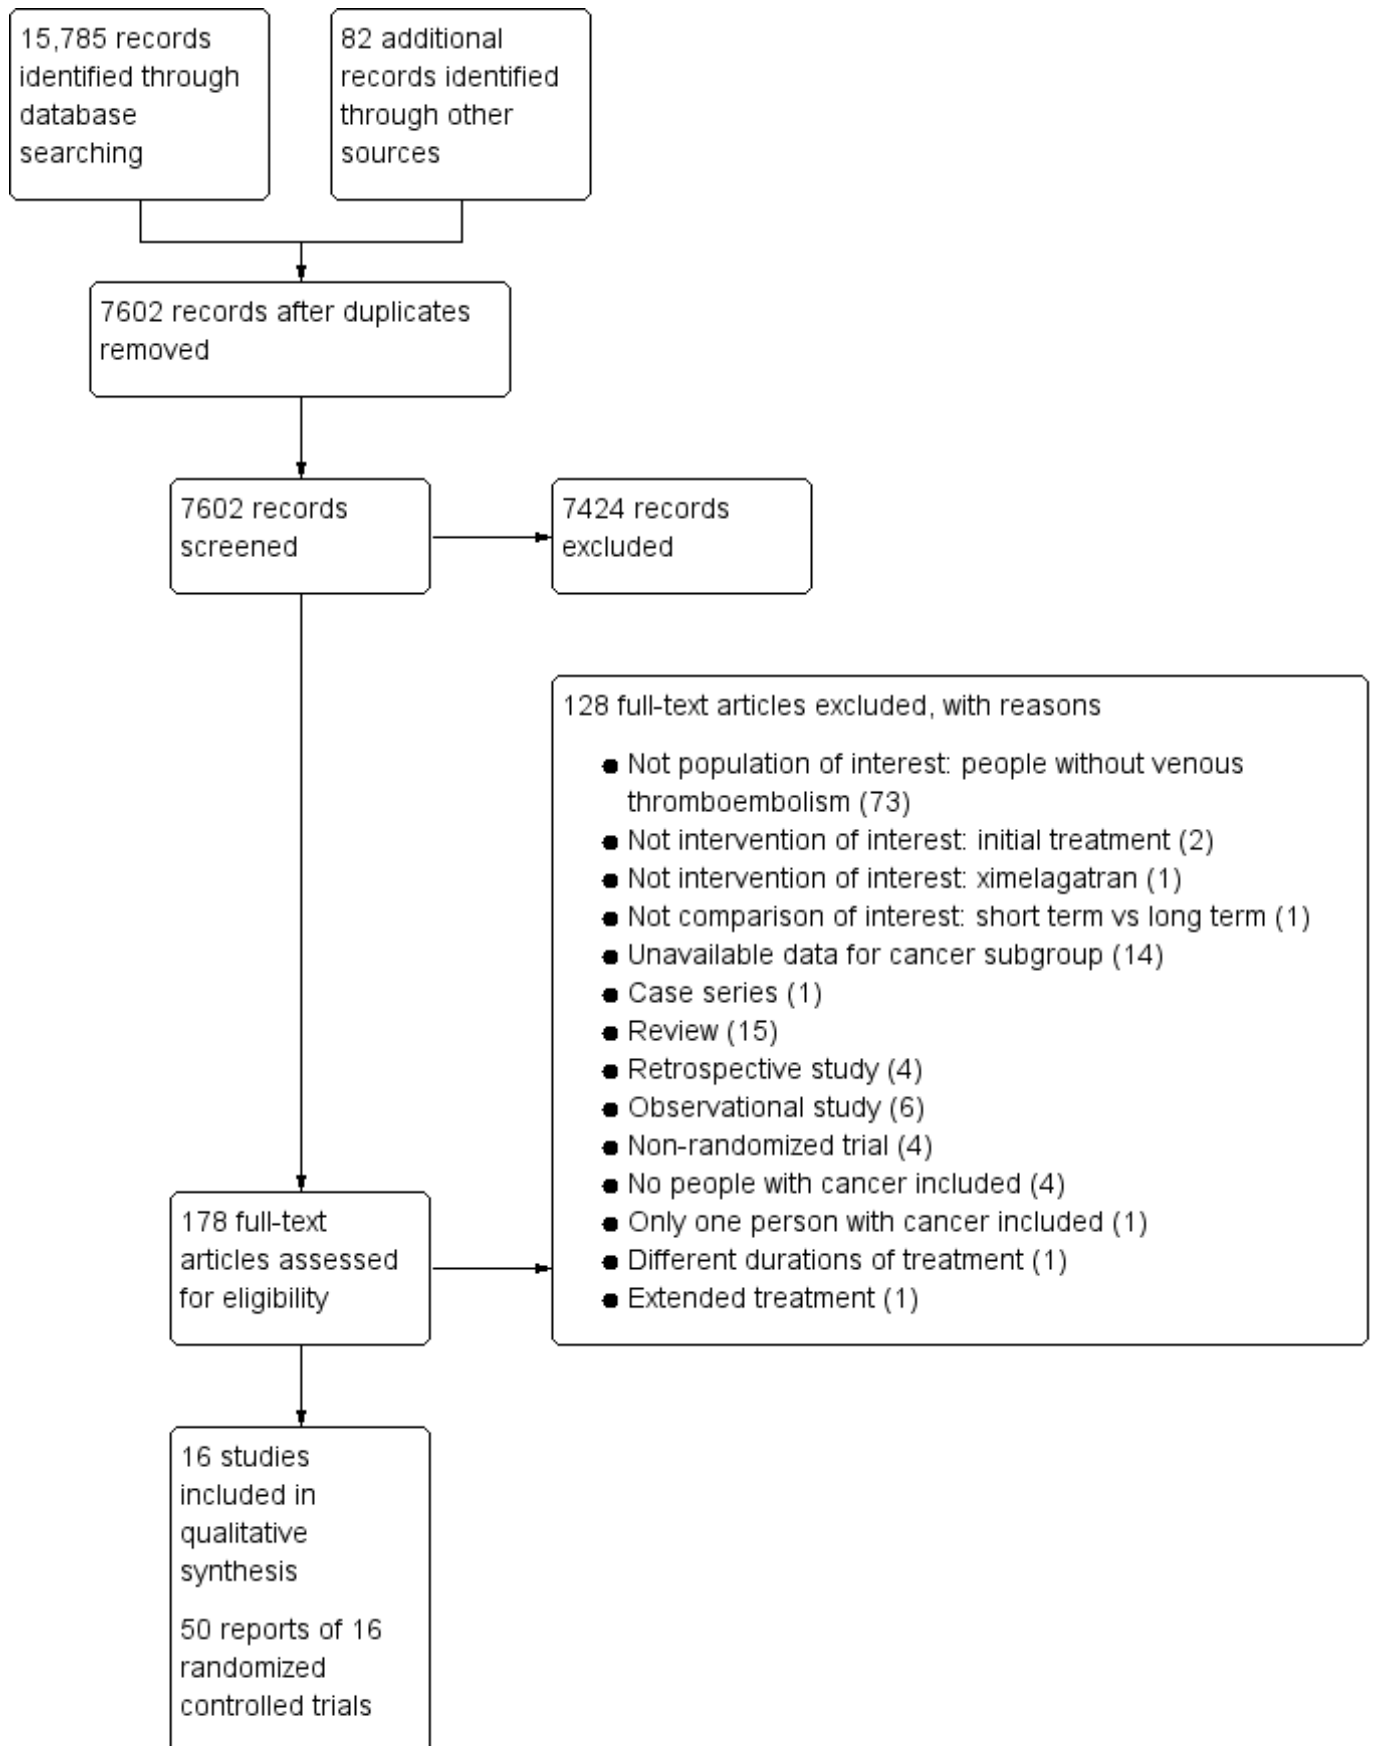 15,785 records
identified through
database
searching
82 additional
records identified
through other
sources
7602 records after duplicates
removed
7602 records
screened
7424 records
excluded
128 full-text articles excluded, with reasons
● Not population of interest: people without venous
thromboembolism (73)
● Not intervention of interest: initial treatment (2)
● Not intervention of interest: ximelagatran (1)
● Not comparison of interest: short term vs long term (1)
● Unavailable data for cancer subgroup (14)
● Case series (1)
● Review (15)
● Retrospective study (4)
● Observational study (6)
● Non-randomized trial (4)
● No people with cancer included (4)
● Only one person with cancer included (1)
● Different durations of treatment (1)
● Extended treatment (1)
178 full-text
articles assessed
for eligibility
16 studies
included in
qualitative
synthesis
50 reports of 16
randomized
controlled trials